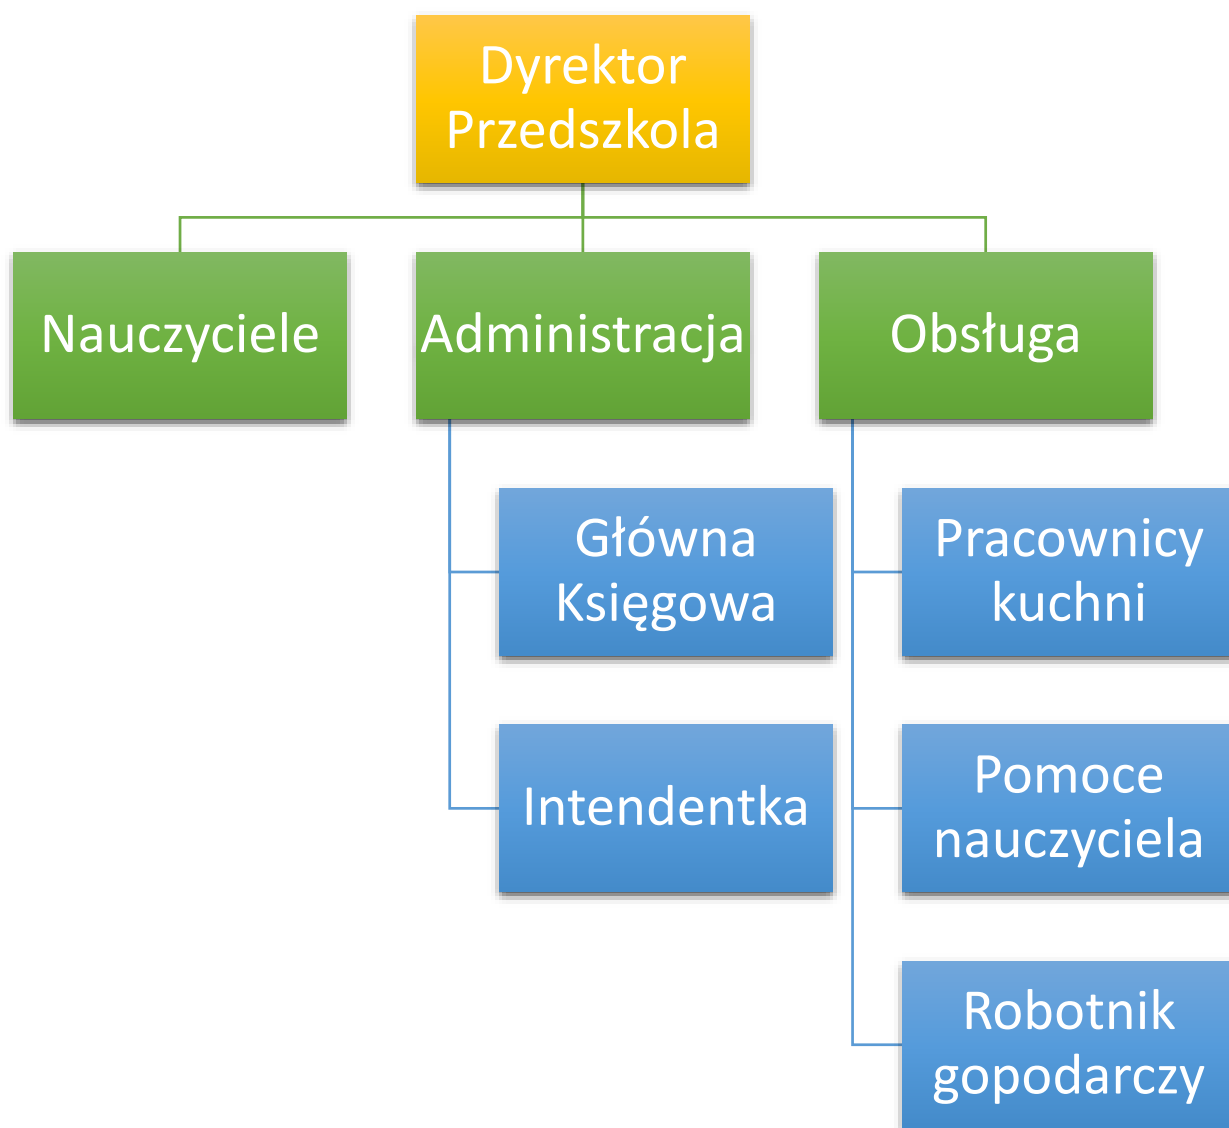 Dyrektor
Przedszkola
Nauczyciele
Administracja
Obsługa
Główna
Księgowa
Pracownicy
kuchni
Intendentka
Pomoce
nauczyciela
Robotnik
gopodarczy